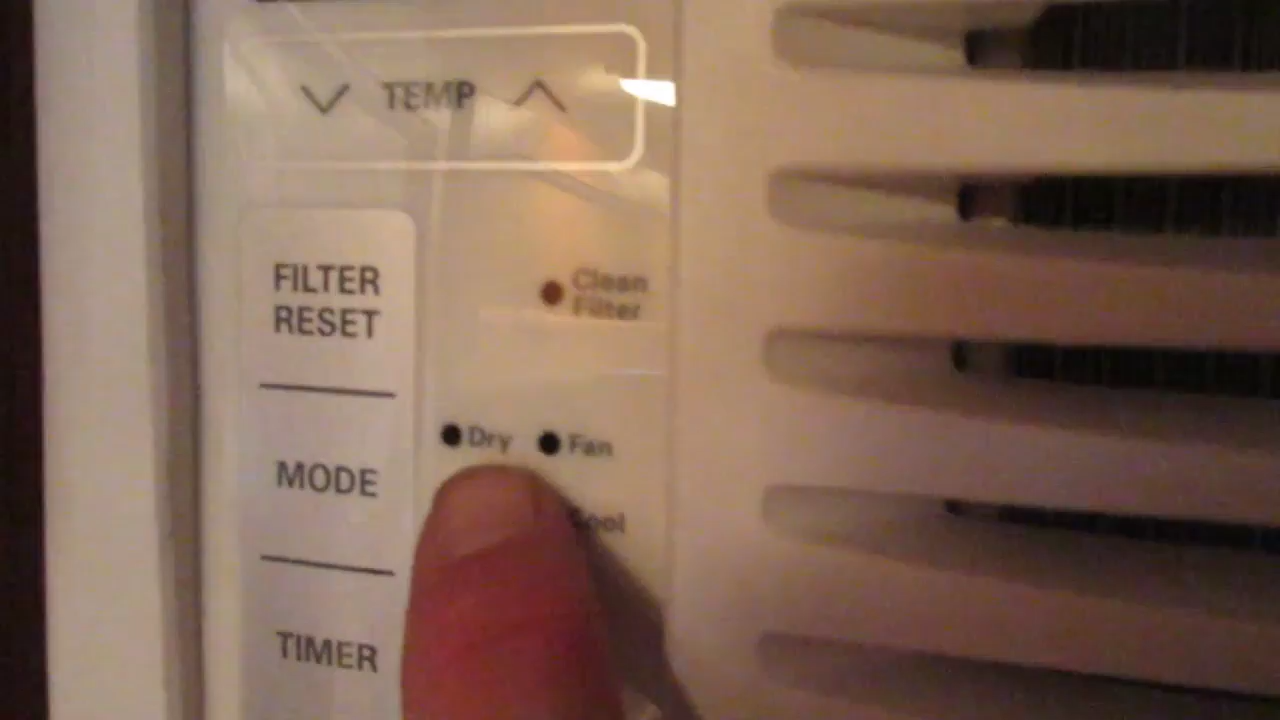 TEMP
FILTER
RESET
Clean
Filter
Dry
Fan
MODE
TIMER